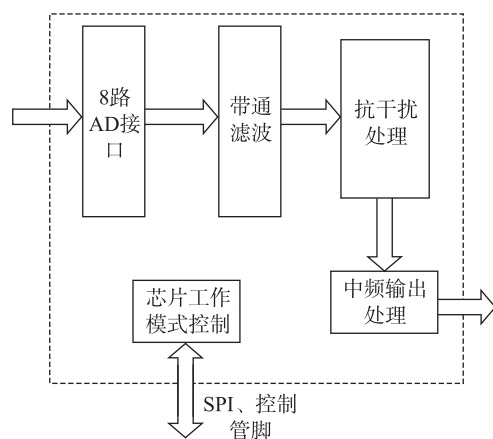 8路
AD接
口
带通
滤波
抗干扰
处理
芯片工作
模式控制
中频输出
处理
SPI、控制
管脚